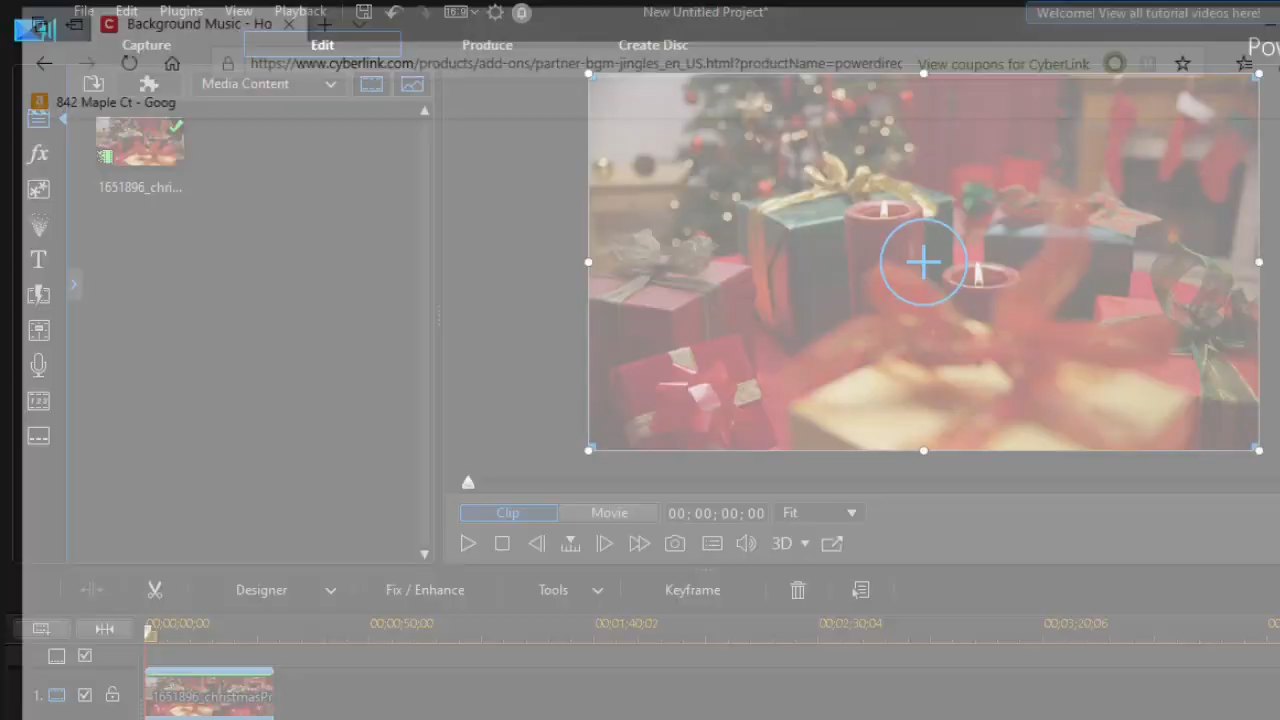 File Edit Plugins View Playback 16:9 New Untitled Project* Welcome! View all tutorial videos here!
Background Music - Ho
Capture Edit Produce Create Disc
https://www.cyberlink.com/products/add-ons/partner-bgm-jingles_en_US.html?productName=powerdirec View coupons for CyberLink
Media Content
842 Maple Ct - Goog
fx
1651896_chri...
T
Clip Movie 00;00;00;00 Fit
3D
Designer Fix / Enhance Tools Keyframe
00;00;00;00 00;00;50;00 00;01;40;02 00;02;30;04 00;03;20;06
1. 1651896_christmasPr